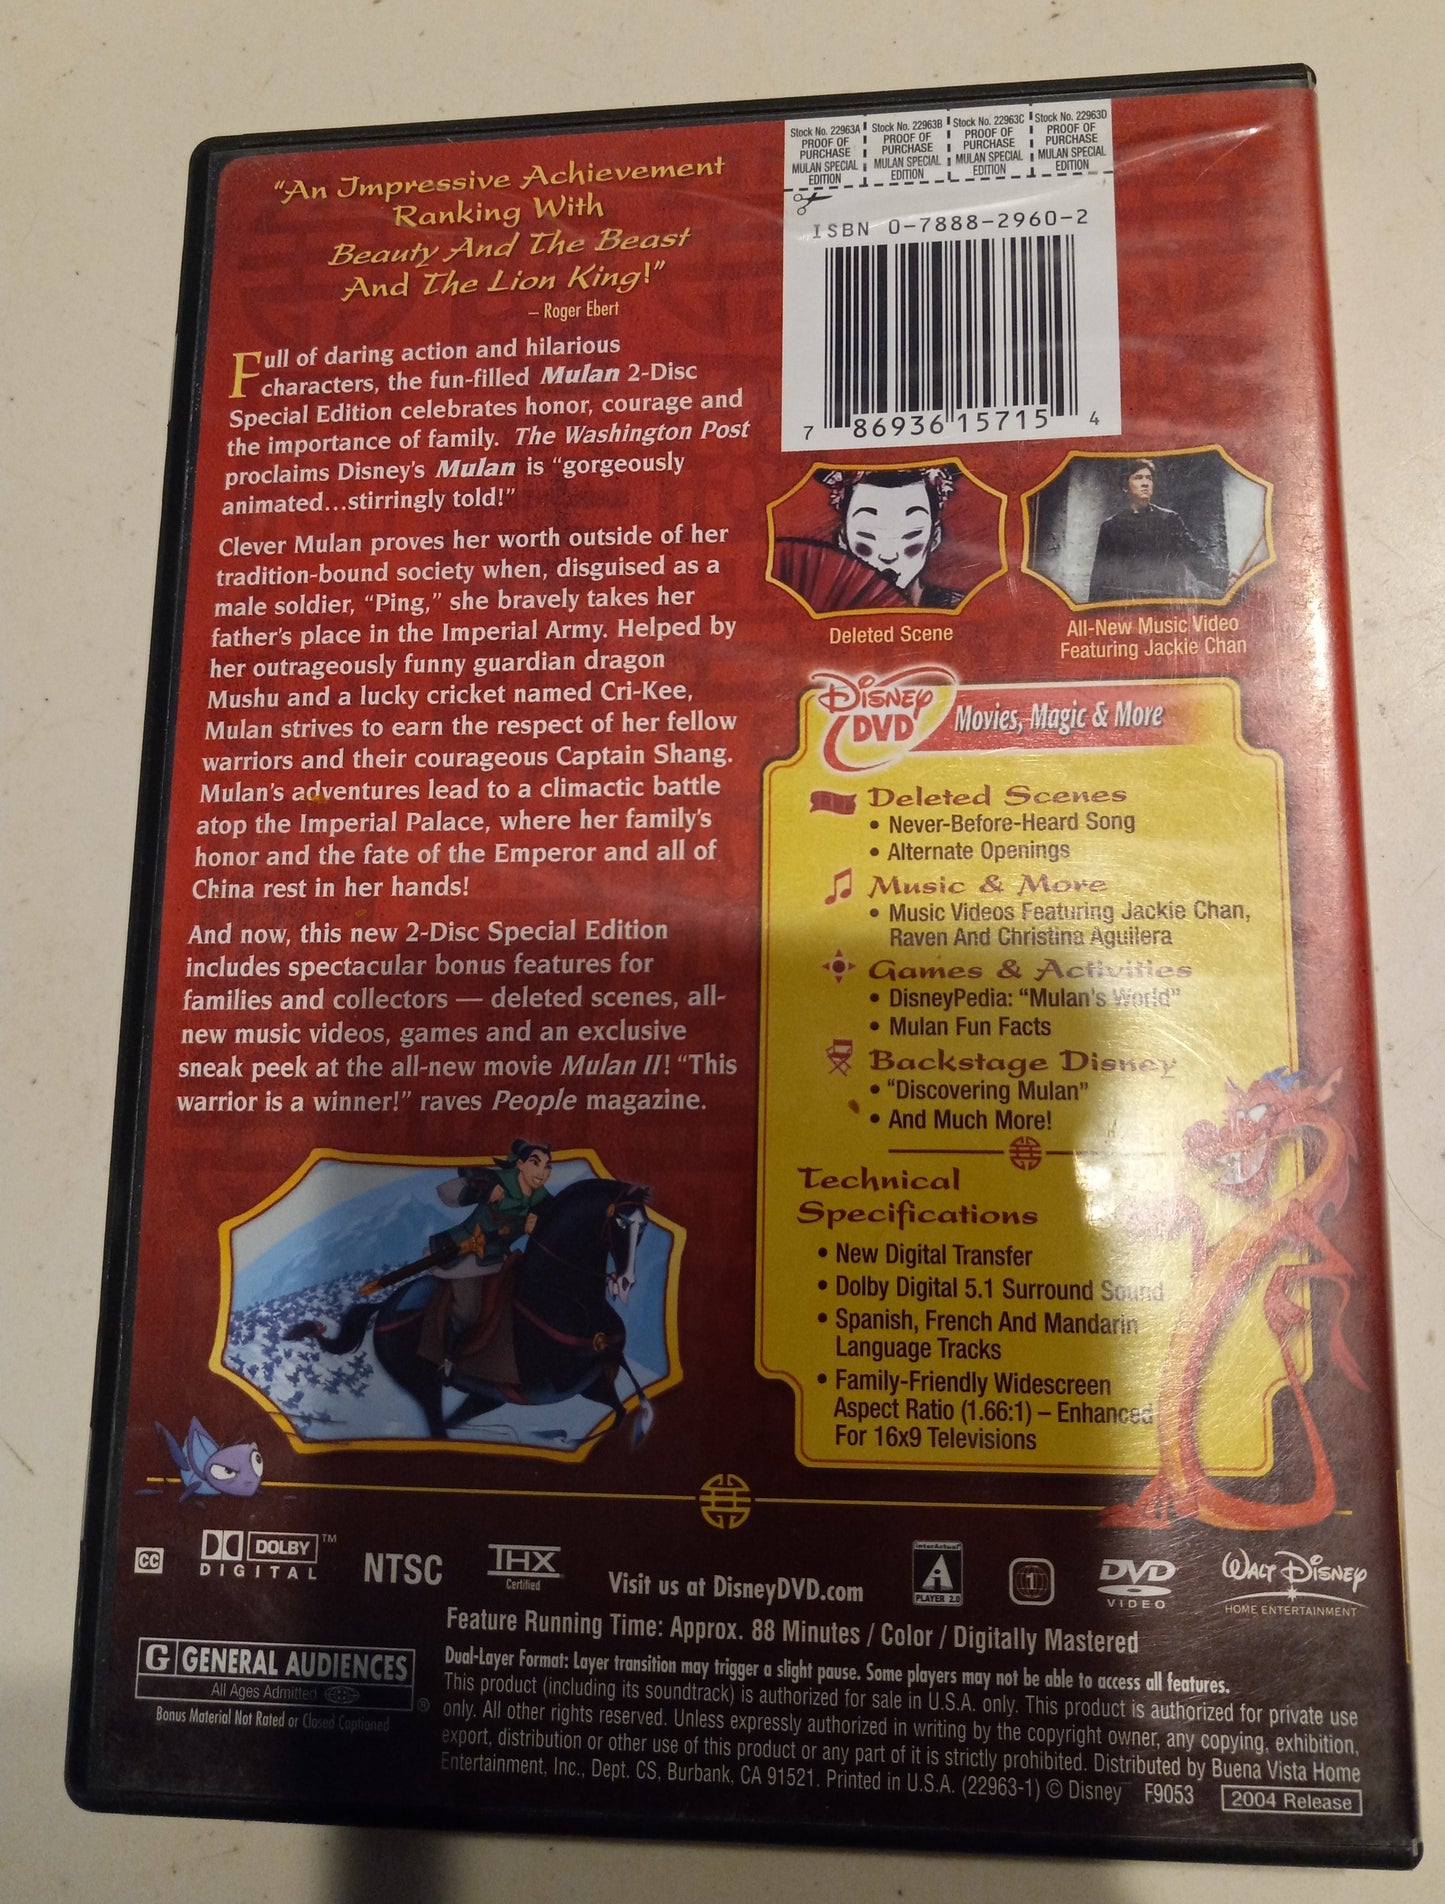 "An Impressive Achievement
Ranking With
Beauty And The Beast
And The Lion King!"
– Roger Ebert
Full of daring action and hilarious
characters, the fun-filled Mulan 2-Disc
Special Edition celebrates honor, courage and
the importance of family. The Washington Post
proclaims Disney's Mulan is "gorgeously
animated...stirringly told!"
Clever Mulan proves her worth outside of her
tradition-bound society when, disguised as a
male soldier, "Ping," she bravely takes her
father's place in the Imperial Army. Helped by
her outrageously funny guardian dragon
Mushu and a lucky cricket named Cri-Kee,
Mulan strives to earn the respect of her fellow
warriors and their courageous Captain Shang.
Mulan's adventures lead to a climactic battle
atop the Imperial Palace, where her family's
honor and the fate of the Emperor and all of
China rest in her hands!
And now, this new 2-Disc Special Edition
includes spectacular bonus features for
families and collectors — deleted scenes, all-
new music videos, games and an exclusive
sneak peek at the all-new movie Mulan II! "This
warrior is a winner!" raves People magazine.
Stock No. 22963A
PROOF OF
PURCHASE
MULAN SPECIAL
EDITION
Stock No. 22963B
PROOF OF
PURCHASE
MULAN SPECIAL
EDITION
Stock No. 22963C
PROOF OF
PURCHASE
MULAN SPECIAL
EDITION
Stock No. 22963D
PROOF OF
PURCHASE
MULAN SPECIAL
EDITION
ISBN 0-7888-2960-2
7 86936 15715 4
Deleted Scene
All-New Music Video
Featuring Jackie Chan
Disney
DVD
Movies, Magic & More
Deleted Scenes
• Never-Before-Heard Song
• Alternate Openings
Music & More
• Music Videos Featuring Jackie Chan,
Raven And Christina Aguilera
Games & Activities
• DisneyPedia: "Mulan's World"
• Mulan Fun Facts
Backstage Disney
• "Discovering Mulan"
• And Much More!
Technical
Specifications
• New Digital Transfer
• Dolby Digital 5.1 Surround Sound
• Spanish, French And Mandarin
Language Tracks
• Family-Friendly Widescreen
Aspect Ratio (1.66:1) – Enhanced
For 16x9 Televisions
CC
DOLBY ™
DIGITAL
NTSC
THX
Certified
Visit us at DisneyDVD.com
InterActual
PLAYER 2.0
1
DVD
VIDEO
Walt Disney
HOME ENTERTAINMENT
Feature Running Time: Approx. 88 Minutes / Color / Digitally Mastered
G GENERAL AUDIENCES
All Ages Admitted
®
Bonus Material Not Rated or Closed Captioned
Dual-Layer Format: Layer transition may trigger a slight pause. Some players may not be able to access all features.
This product (including its soundtrack) is authorized for sale in U.S.A. only. This product is authorized for private use
only. All other rights reserved. Unless expressly authorized in writing by the copyright owner, any copying, exhibition,
export, distribution or other use of this product or any part of it is strictly prohibited. Distributed by Buena Vista Home
Entertainment, Inc., Dept. CS, Burbank, CA 91521. Printed in U.S.A. (22963-1) © Disney F9053
2004 Release